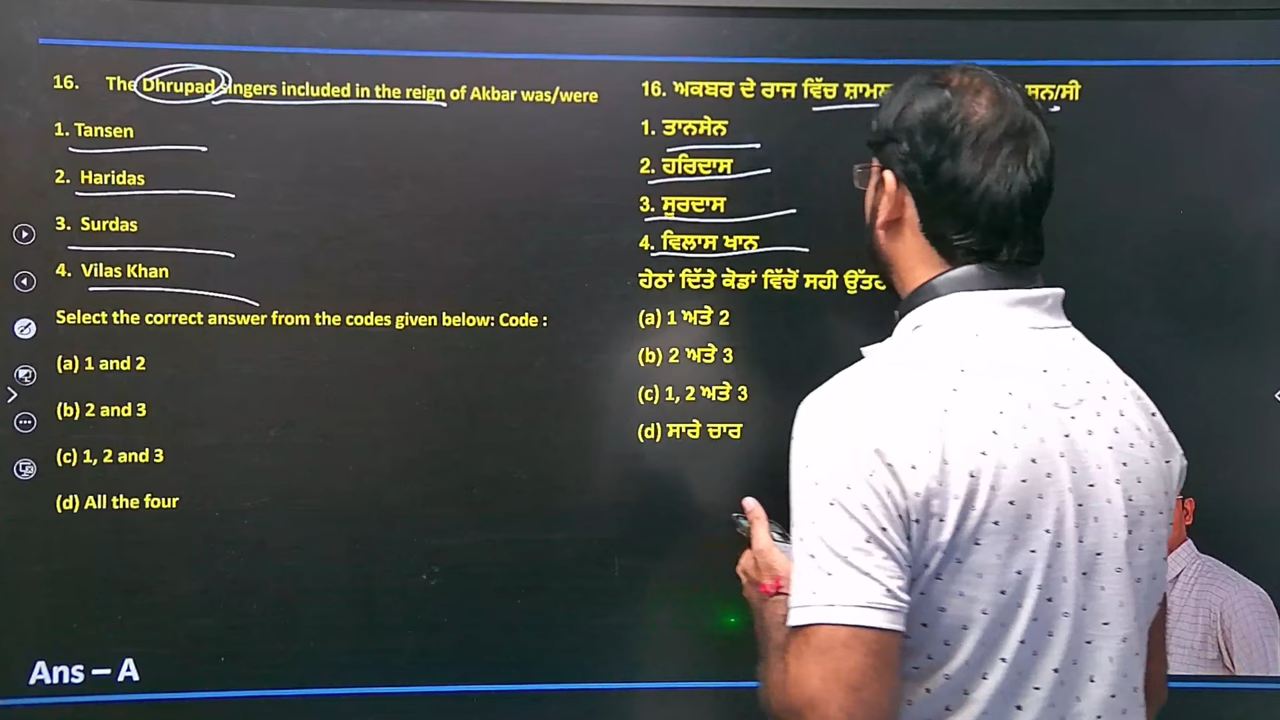 16. The Dhrupad singers included in the reign of Akbar was/were
1. Tansen
2. Haridas
3. Surdas
4. Vilas Khan
Select the correct answer from the codes given below: Code :
(a) 1 and 2
(b) 2 and 3
(c) 1, 2 and 3
(d) All the four
Ans – A
16. ਅਕਬਰ ਦੇ ਰਾਜ ਵਿੱਚ ਸਨ/ਸੀ
1. ਤਾਨਸੇਨ
2. ਹਰਿਦਾਸ
3. ਸੂਰਦਾਸ
4. ਵਿਲਾਸ ਖਾਨ
ਹੇਠਾਂ ਦਿੱਤੇ ਕੋਡਾਂ ਵਿੱਚੋਂ ਸਹੀ
(a) 1 ਅਤੇ 2
(b) 2 ਅਤੇ 3
(c) 1, 2 ਅਤੇ 3
(d) ਸਾਰੇ ਚਾਰ